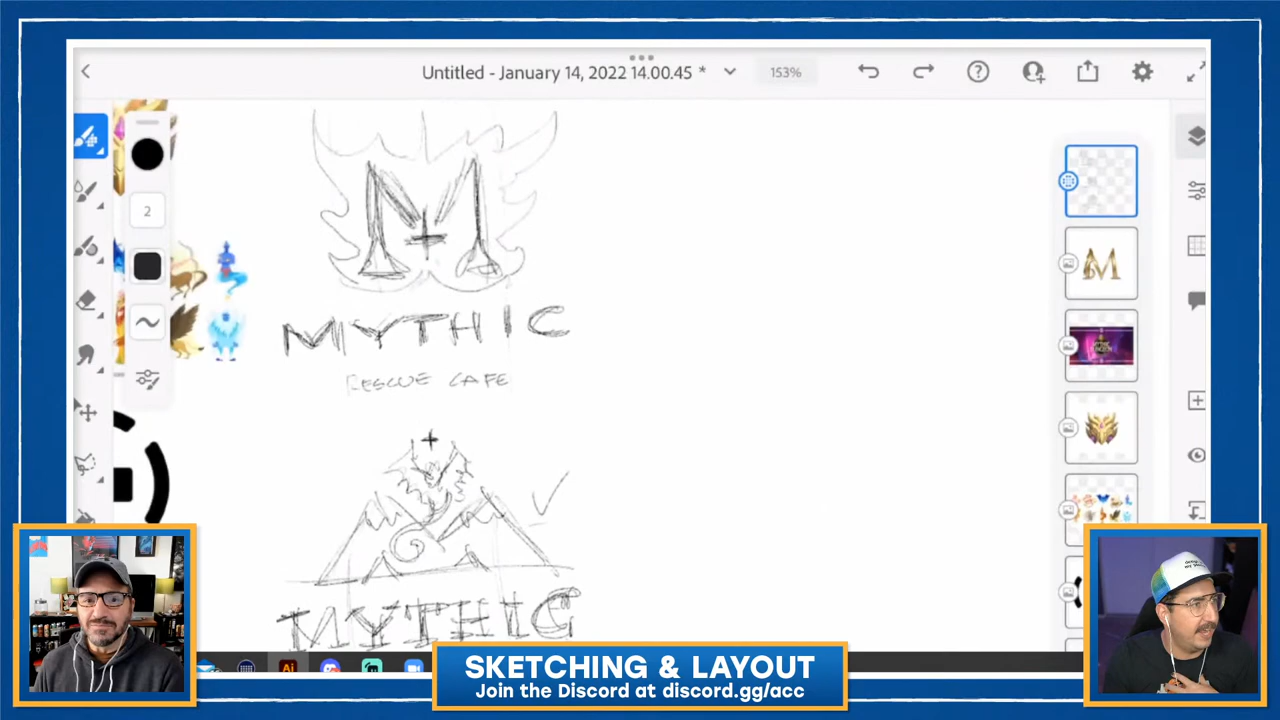 Untitled - January 14, 2022 14.00.45 *
153%
2
M
MYTHIC
RESCUE CAFE
M
MYTHIC
Ai
SKETCHING & LAYOUT
Join the Discord at discord.gg/acc